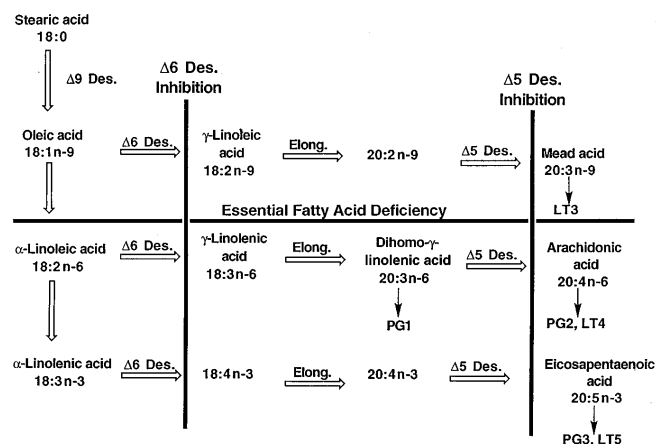 Stearic acid
18:0
Δ9 Des.
Δ6 Des.
Inhibition
Δ5 Des.
Inhibition
Oleic acid
18:1n-9
Δ6 Des.
γ-Linoleic
acid
18:2n-9
Elong.
20:2n-9
Δ5 Des.
Mead acid
20:3n-9
LT3
Essential Fatty Acid Deficiency
α-Linoleic acid
18:2n-6
Δ6 Des.
γ-Linolenic
acid
18:3n-6
Elong.
Dihomo-γ-
linolenic acid
20:3n-6
PG1
Δ5 Des.
Arachidonic
acid
20:4n-6
PG2, LT4
α-Linolenic acid
18:3n-3
Δ6 Des.
18:4n-3
Elong.
20:4n-3
Δ5 Des.
Eicosapentaenoic
acid
20:5n-3
PG3, LT5